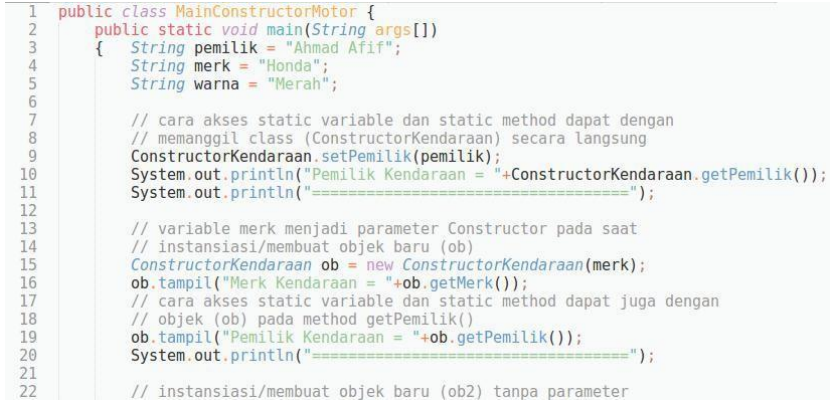 1 public class MainConstructorMotor {
2 public static void main(String args[])
3 { String pemilik = "Ahmad Afif";
4 String merk = "Honda";
5 String warna = "Merah";
6
7 // cara akses static variable dan static method dapat dengan
8 // memanggil class (ConstructorKendaraan) secara langsung
9 ConstructorKendaraan.setPemilik(pemilik);
10 System.out.println("Pemilik Kendaraan = "+ConstructorKendaraan.getPemilik());
11 System.out.println("===================================");
12
13 // variable merk menjadi parameter Constructor pada saat
14 // instansiasi/membuat objek baru (ob)
15 ConstructorKendaraan ob = new ConstructorKendaraan(merk);
16 ob.tampil("Merk Kendaraan = "+ob.getMerk());
17 // cara akses static variable dan static method dapat juga dengan
18 // objek (ob) pada method getPemilik()
19 ob.tampil("Pemilik Kendaraan = "+ob.getPemilik());
20 System.out.println("===================================");
21
22 // instansiasi/membuat objek baru (ob2) tanpa parameter